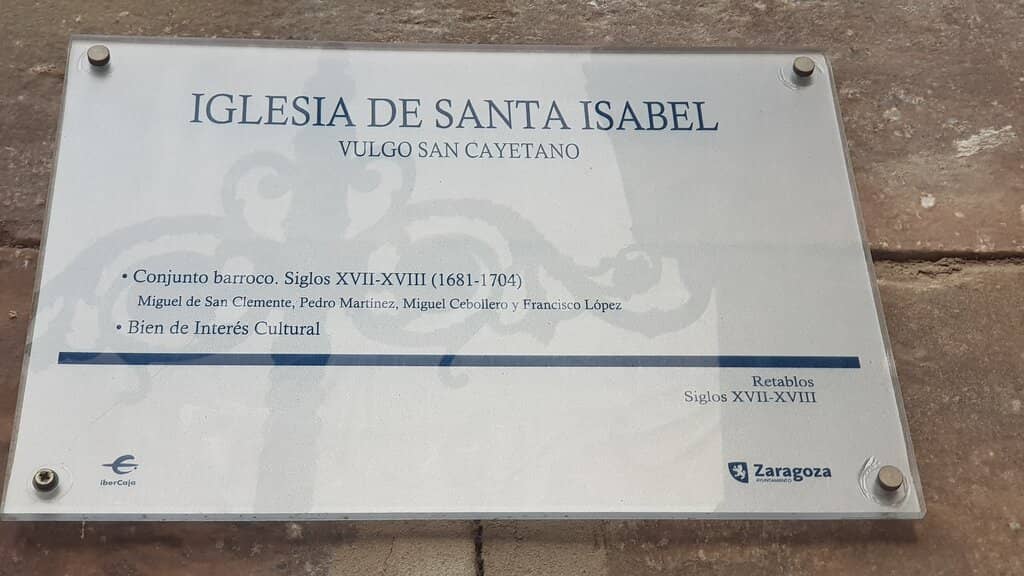 IGLESIA DE SANTA ISABEL
VULGO SAN CAYETANO
• Conjunto barroco. Siglos XVII-XVIII (1681-1704)
Miguel de San Clemente, Pedro Martínez, Miguel Cebollero y Francisco López
• Bien de Interés Cultural
Retablos
Siglos XVII-XVIII
iberCaja
Zaragoza
AYUNTAMIENTO